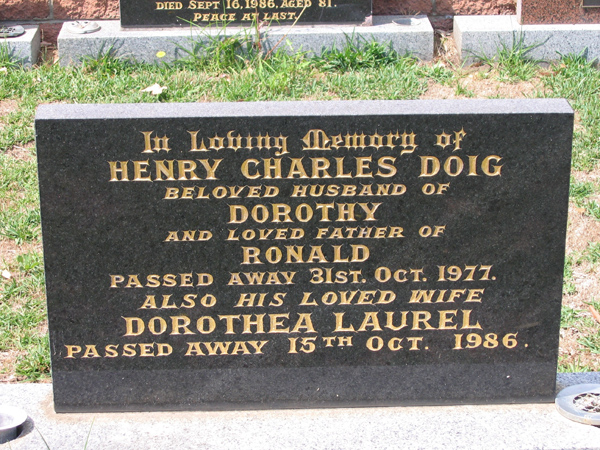 DIED SEPT 16, 1986, AGED 81.
PEACE AT LAST.
In Loving Memory of
HENRY CHARLES DOIG
BELOVED HUSBAND OF
DOROTHY
AND LOVED FATHER OF
RONALD
PASSED AWAY 31ST. OCT. 1977.
ALSO HIS LOVED WIFE
DOROTHEA LAUREL
PASSED AWAY 15TH OCT. 1986.